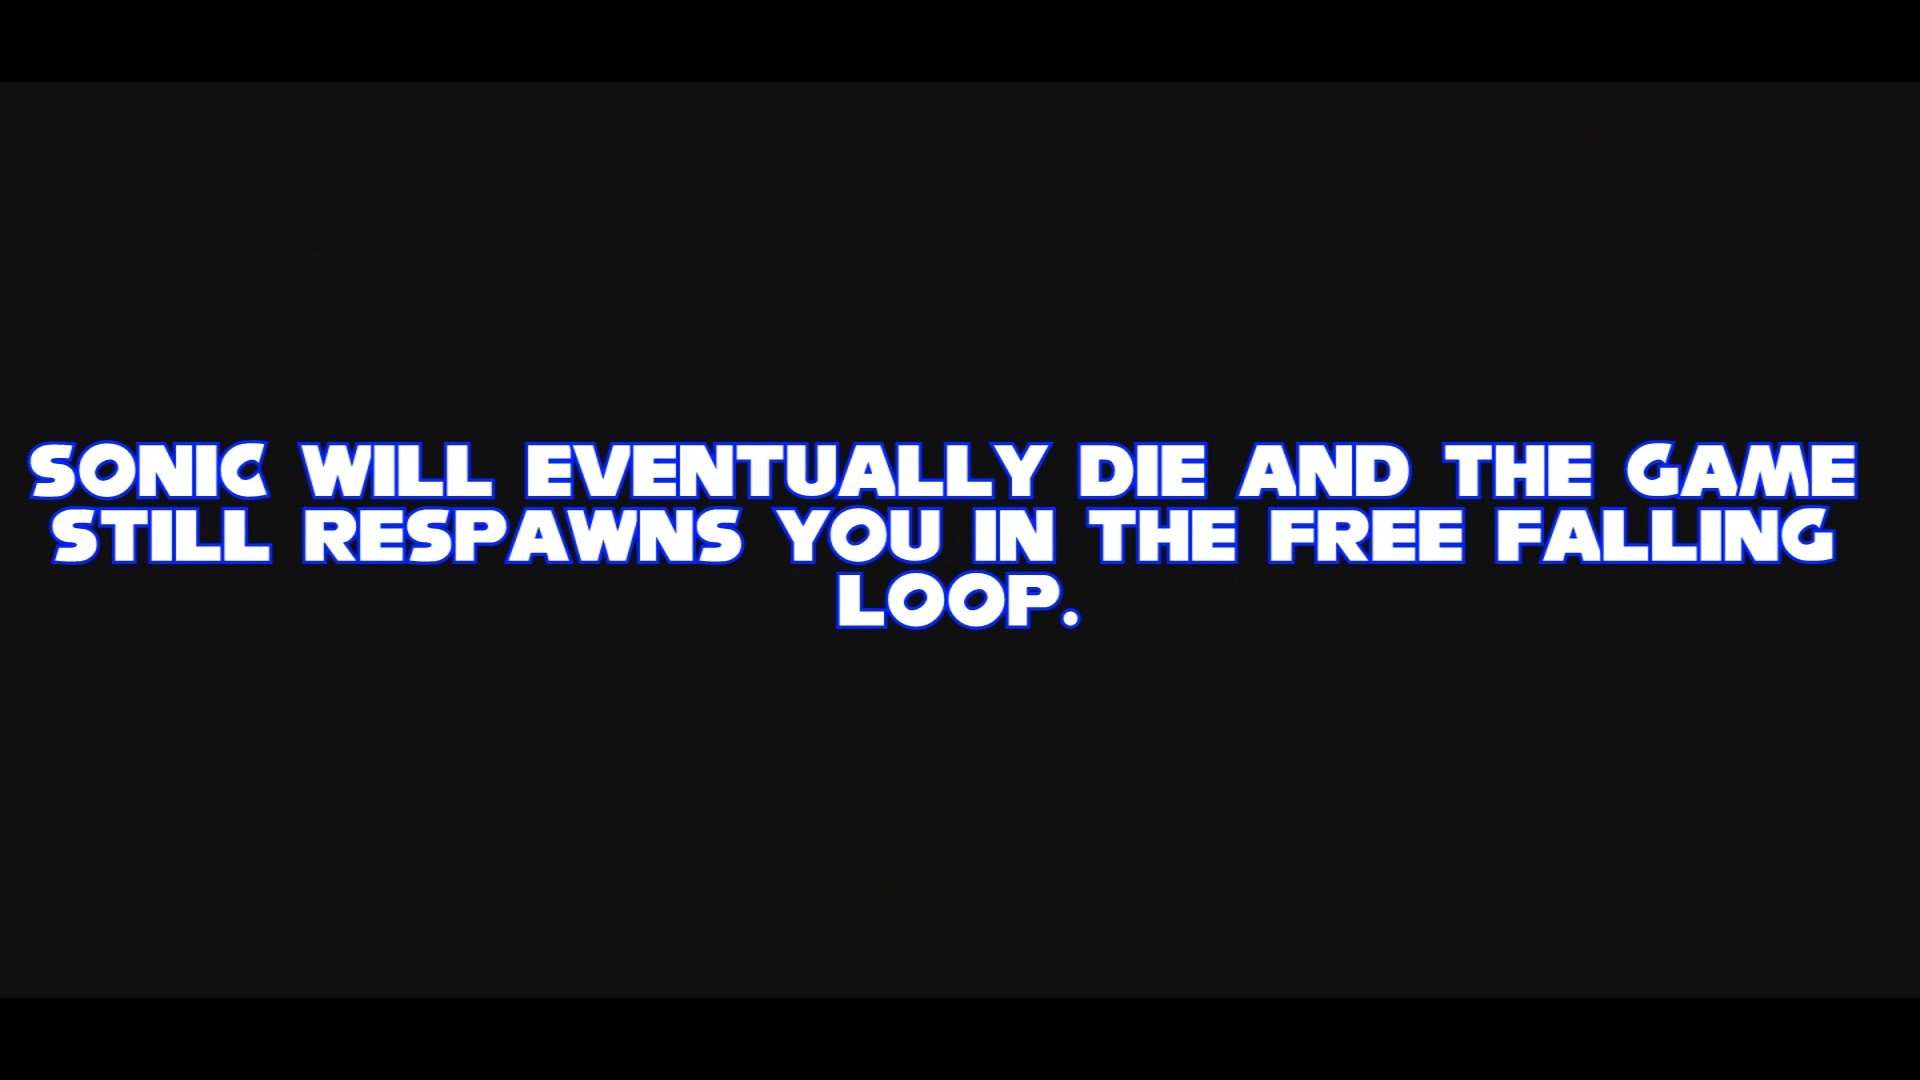 SONIC WILL EVENTUALLY DIE AND THE GAME
STILL RESPAWNS YOU IN THE FREE FALLING
LOOP.